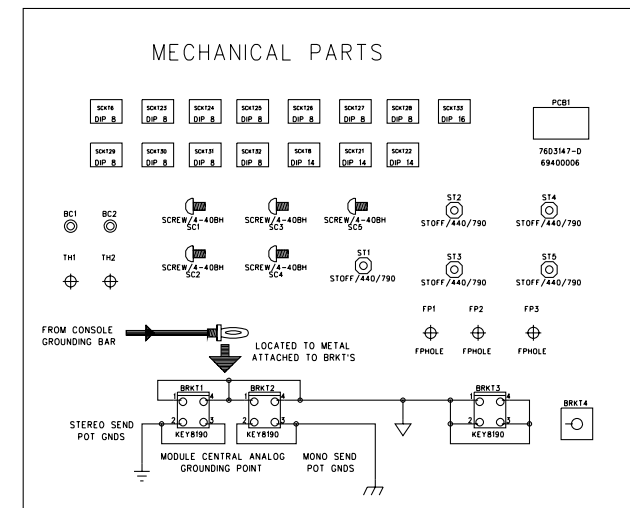 MECHANICAL PARTS
SCKT6 SCKT23 SCKT24 SCKT25 SCKT26 SCKT27 SCKT28 SCKT33
DIP 8 DIP 8 DIP 8 DIP 8 DIP 8 DIP 8 DIP 8 DIP 16
PCB1
76D3147-D
69400006
SCKT29 SCKT30 SCKT31 SCKT32 SCKT8 SCKT21 SCKT22
DIP 8 DIP 8 DIP 8 DIP 8 DIP 14 DIP 14 DIP 14
BC1 BC2
SCREW/4-40BH SCREW/4-40BH SCREW/4-40BH
SC1 SC3 SC5
ST2 ST4
STOFF/440/790 STOFF/440/790
TH1 TH2
SCREW/4-40BH SCREW/4-40BH
SC2 SC4
ST1
STOFF/440/790
ST3 ST5
STOFF/440/790 STOFF/440/790
FP1 FP2 FP3
FPHOLE FPHOLE FPHOLE
FROM CONSOLE
GROUNDING BAR
LOCATED TO METAL
ATTACHED TO BRKT'S
BRKT1 BRKT2 BRKT3
1 4 1 4 1 4
2 3 2 3 2 3
KEY8190 KEY8190 KEY8190
BRKT4
STEREO SEND
POT GNDS
MODULE CENTRAL ANALOG
GROUNDING POINT
MONO SEND
POT GNDS